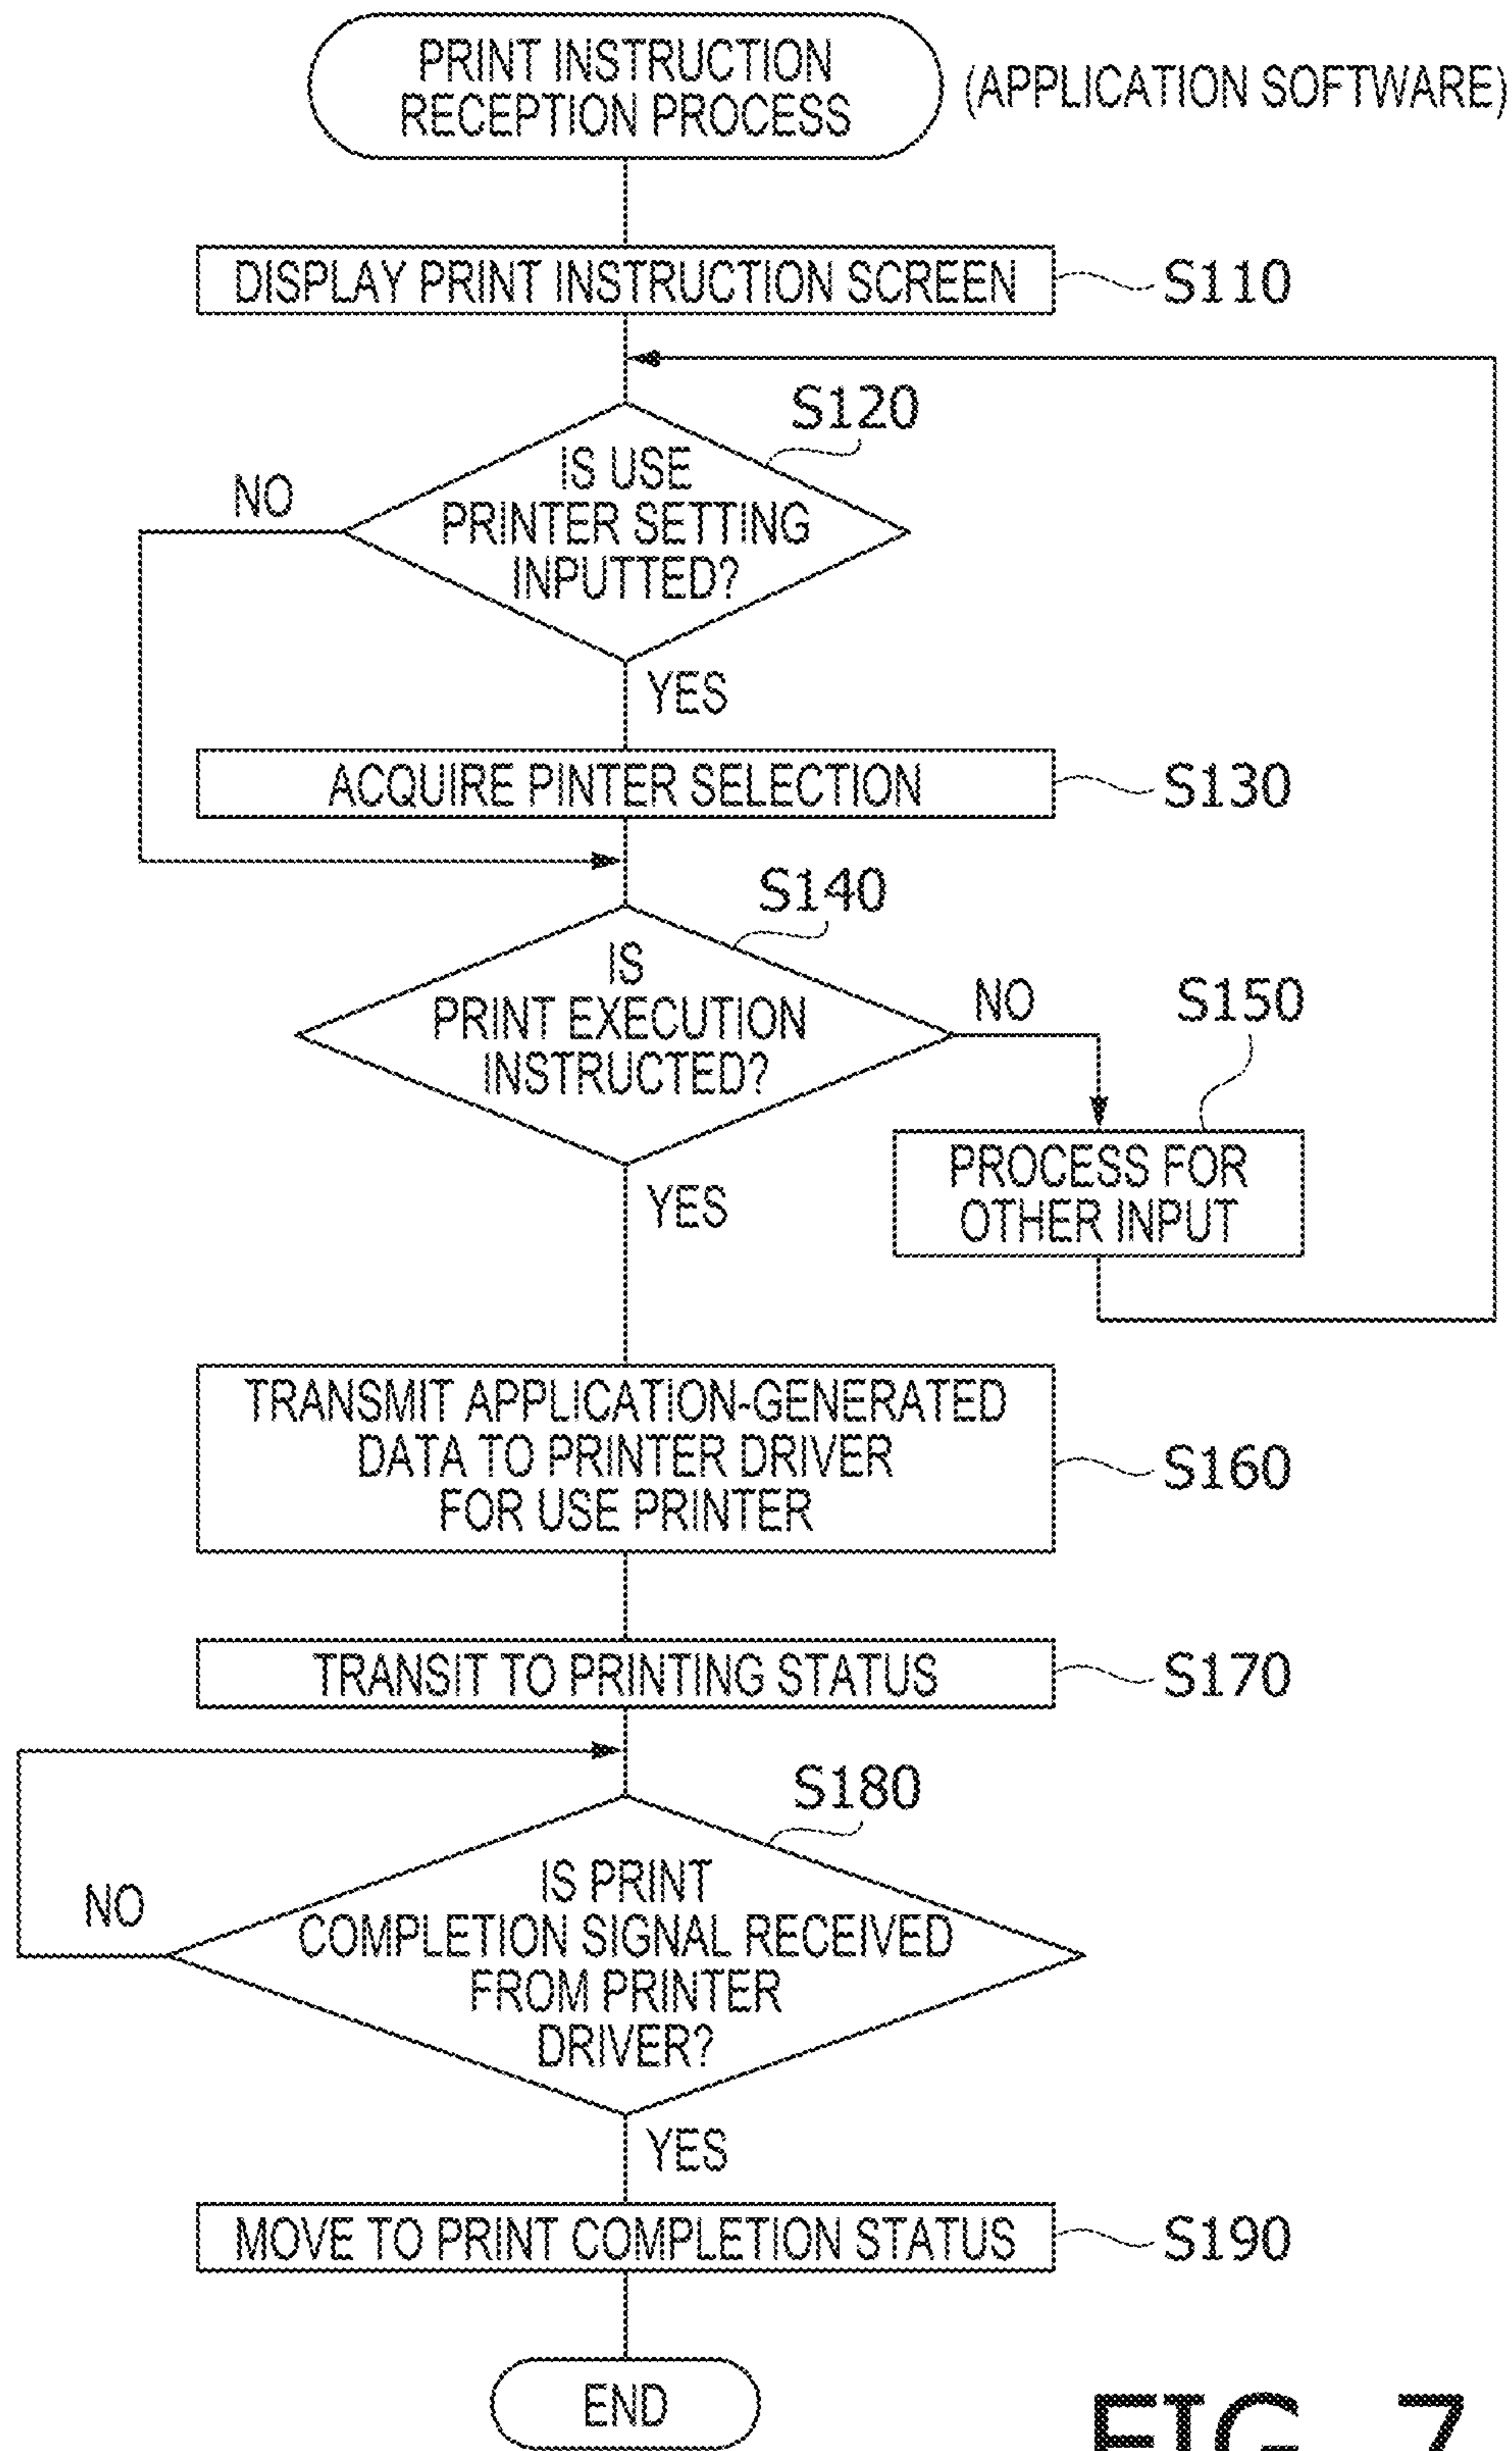 PRINT INSTRUCTION
RECEPTION PROCESS
(APPLICATION SOFTWARE)
DISPLAY PRINT INSTRUCTION SCREEN
S110
S120
IS USE
PRINTER SETTING
INPUTTED?
NO
YES
ACQUIRE PINTER SELECTION
S130
S140
IS
PRINT EXECUTION
INSTRUCTED?
NO
S150
PROCESS FOR
OTHER INPUT
YES
TRANSMIT APPLICATION-GENERATED
DATA TO PRINTER DRIVER
FOR USE PRINTER
S160
TRANSIT TO PRINTING STATUS
S170
S180
IS PRINT
COMPLETION SIGNAL RECEIVED
FROM PRINTER
DRIVER?
NO
YES
MOVE TO PRINT COMPLETION STATUS
S190
END
FIG. 7